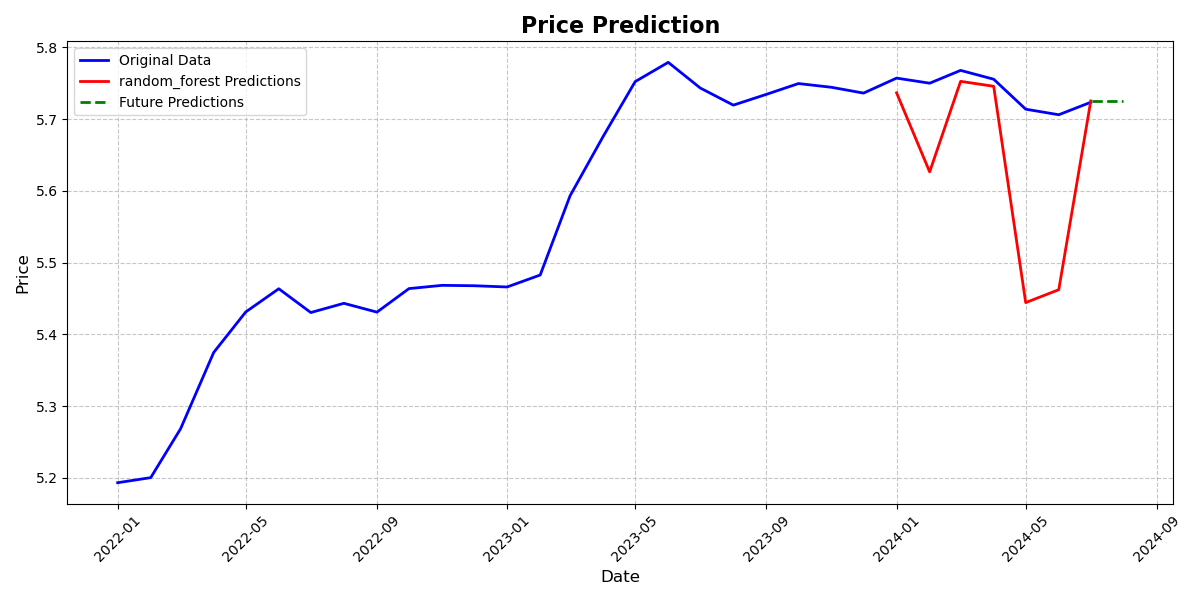 Price Prediction
Original Data
random_forest Predictions
Future Predictions
Price
5.8
5.7
5.6
5.5
5.4
5.3
5.2
2022-01
2022-05
2022-09
2023-01
2023-05
2023-09
2024-01
2024-05
2024-09
Date